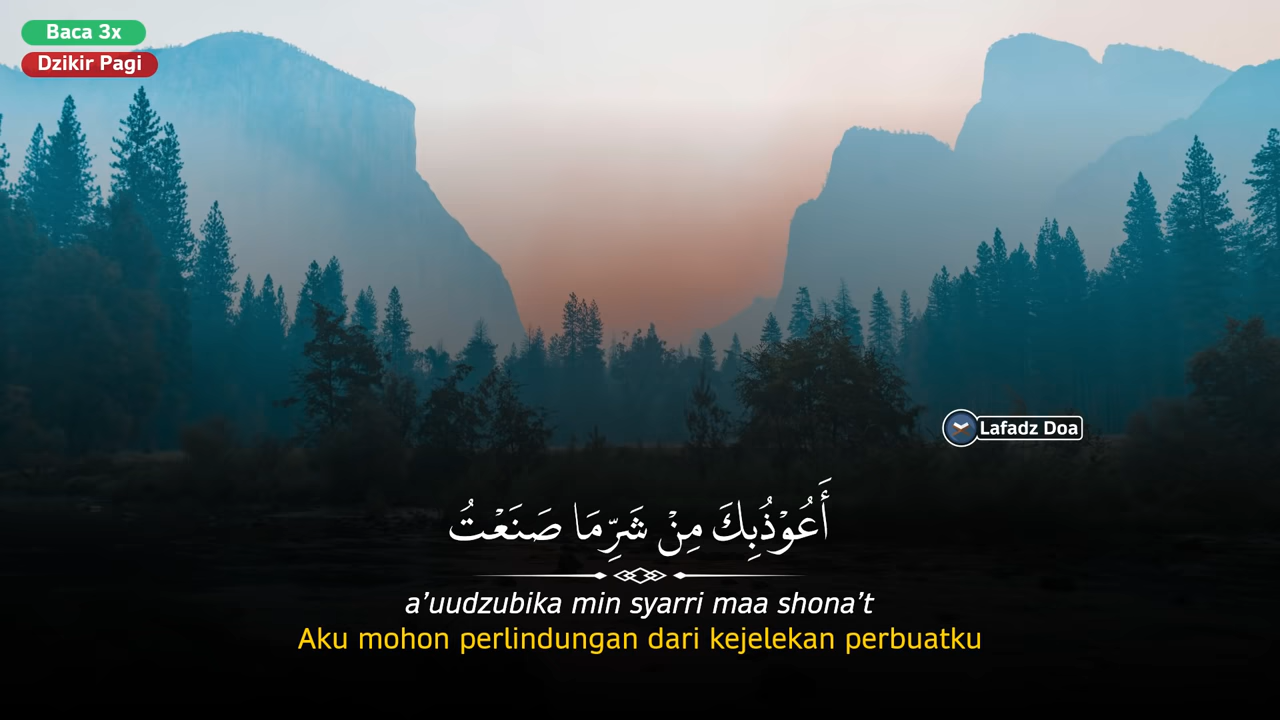 Baca 3x
Dzikir Pagi
Lafadz Doa
أَعُوْذُبِكَ مِنْ شَرِّمَا صَنَعْتُ
a’uudzubika min syarri maa shona’t
Aku mohon perlindungan dari kejelekan perbuatku